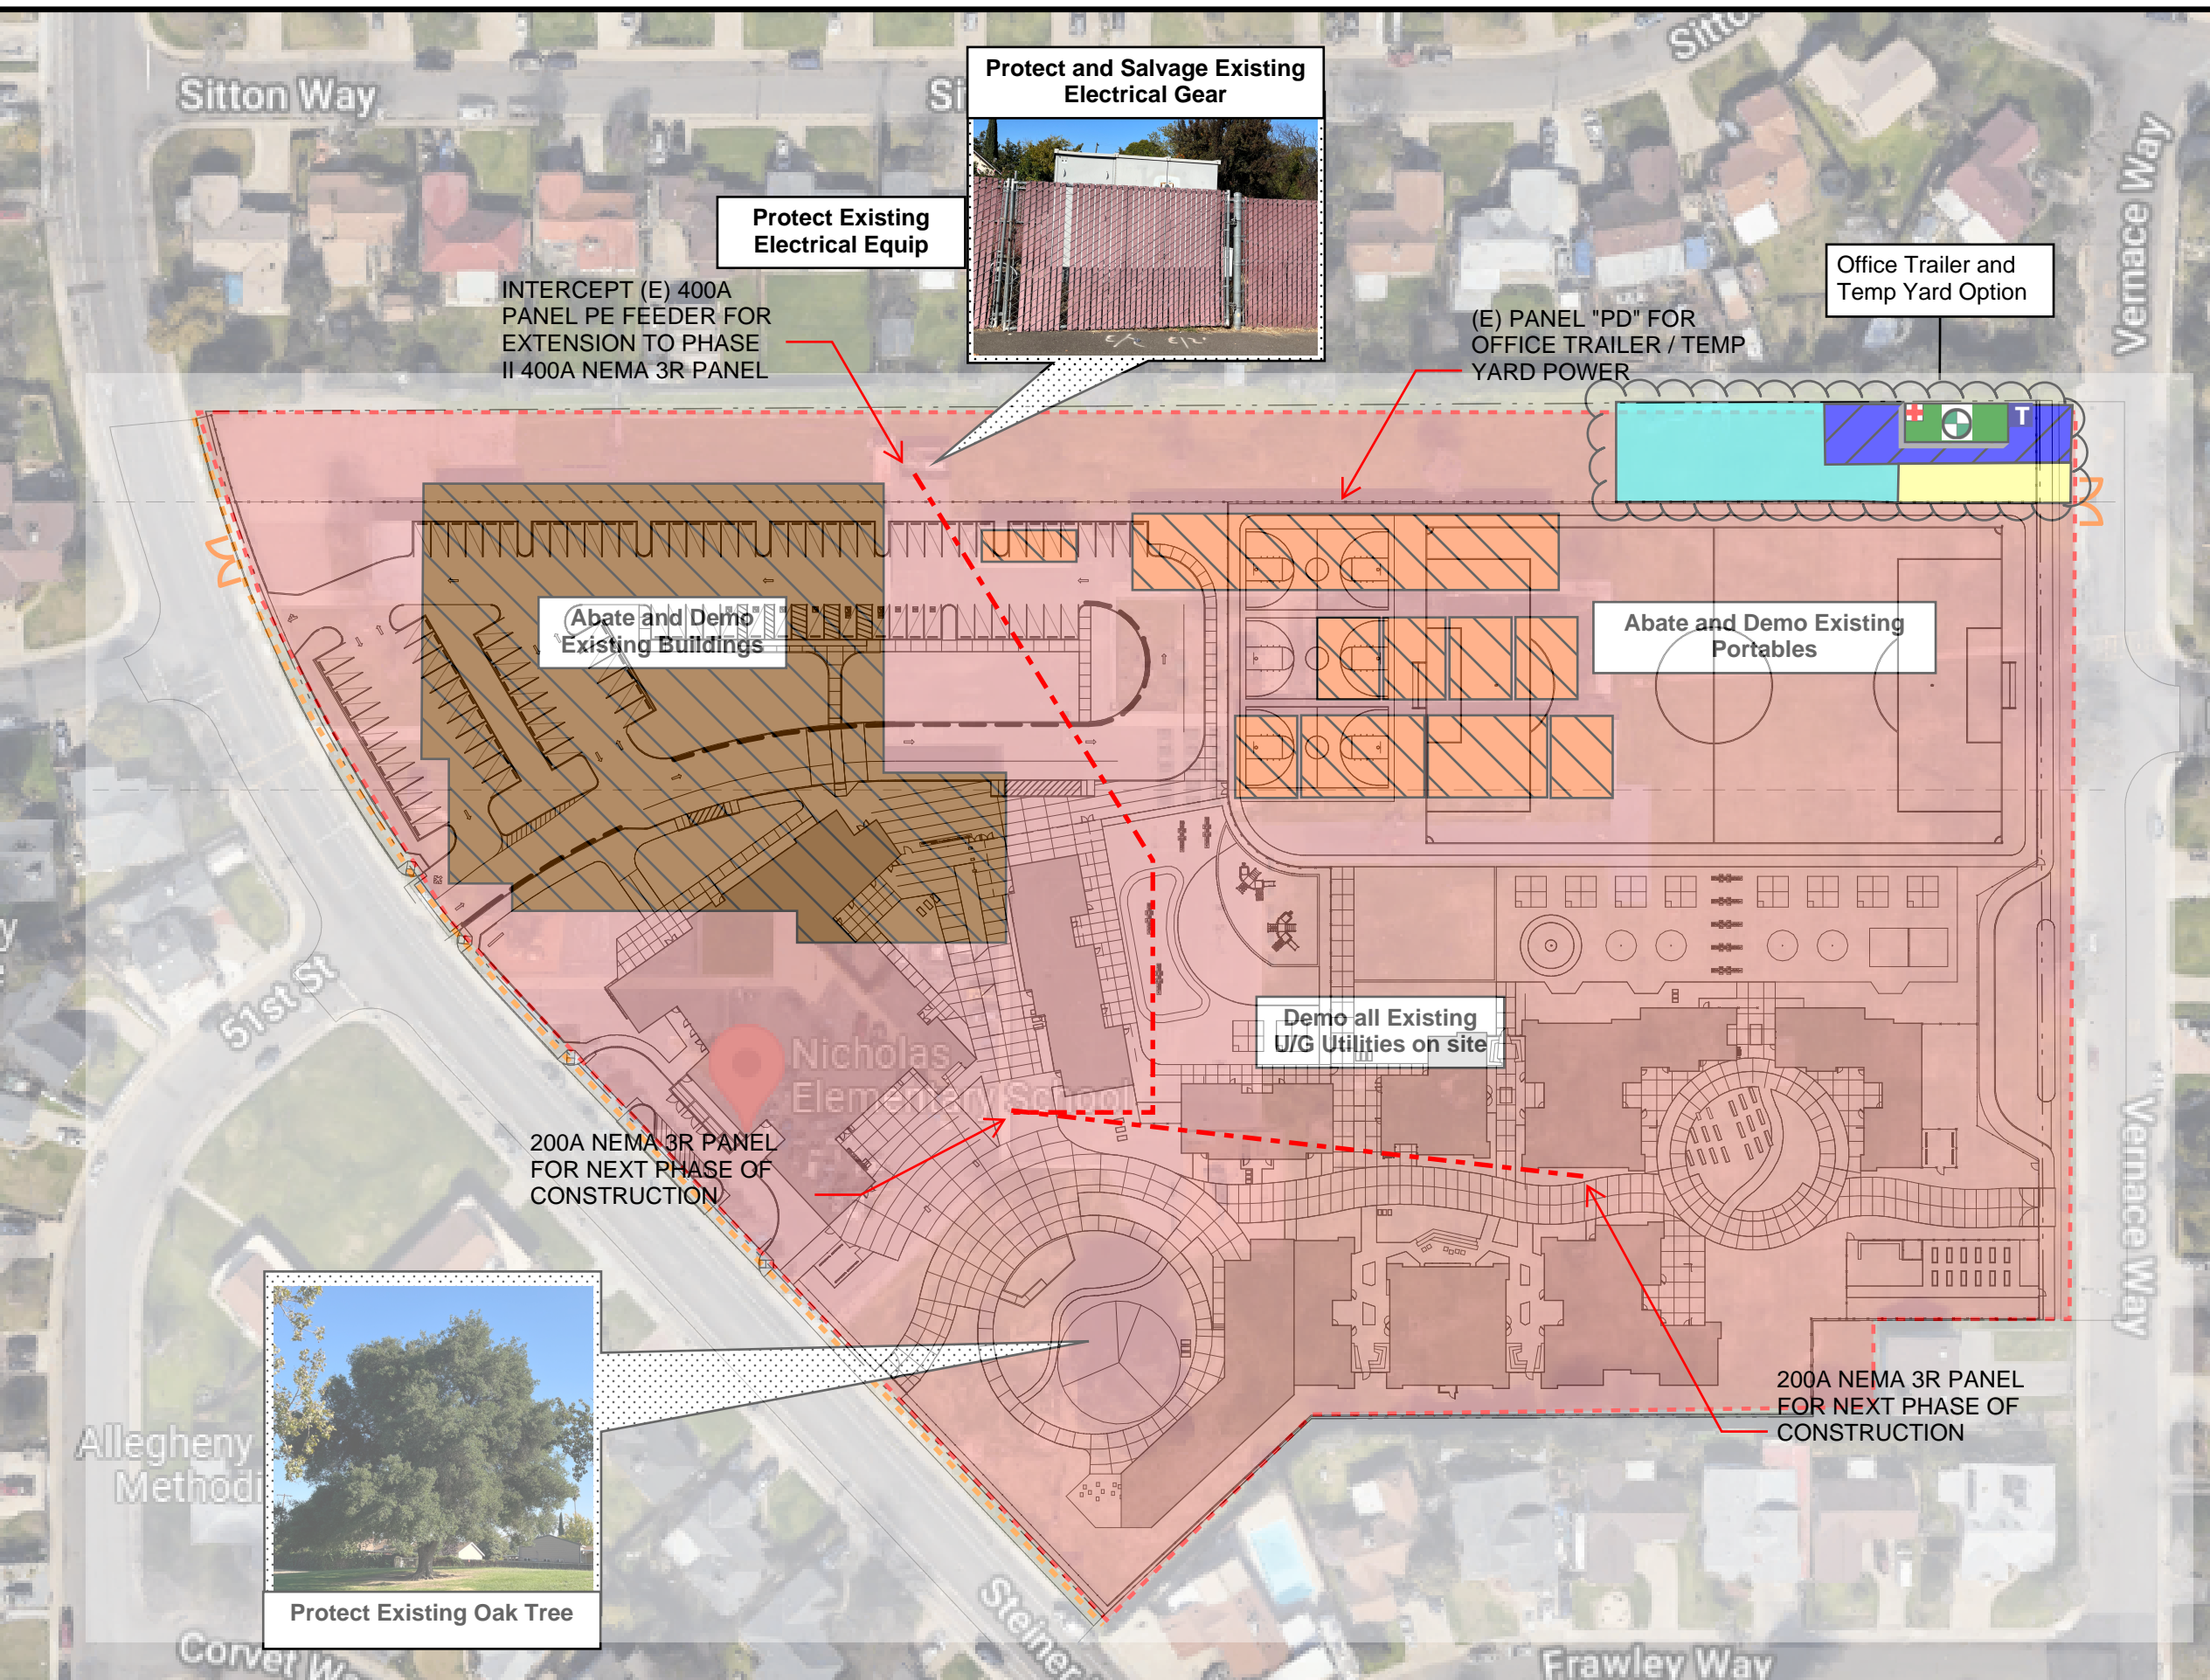 Sitton Way
Protect and Salvage Existing
Electrical Gear
Protect Existing
Electrical Equip
INTERCEPT (E) 400A
PANEL PE FEEDER FOR
EXTENSION TO PHASE
II 400A NEMA 3R PANEL
(E) PANEL "PD" FOR
OFFICE TRAILER / TEMP
YARD POWER
Office Trailer and
Temp Yard Option
Vernace Way
T
Abate and Demo
Existing Buildings
Abate and Demo Existing
Portables
51st St
Demo all Existing
U/G Utilities on site
Nicholas
Elementary School
200A NEMA 3R PANEL
FOR NEXT PHASE OF
CONSTRUCTION
Vernace Way
200A NEMA 3R PANEL
FOR NEXT PHASE OF
CONSTRUCTION
Allegheny
Methodi
Protect Existing Oak Tree
Steiner
Corvet
Frawley Way